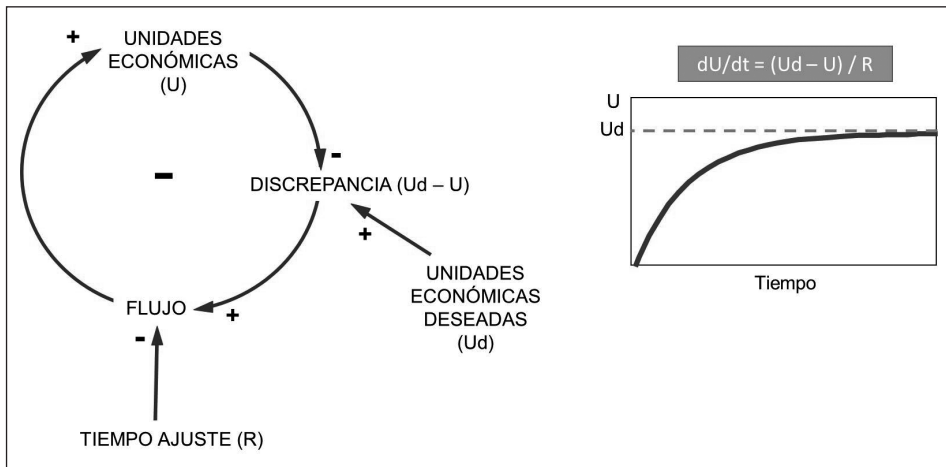 +
UNIDADES
ECONÓMICAS
(U)
-
-
DISCREPANCIA (Ud – U)
+
UNIDADES
ECONÓMICAS
DESEADAS
(Ud)
FLUJO
+
-
TIEMPO AJUSTE (R)
dU/dt = (Ud – U) / R
U
Ud
Tiempo